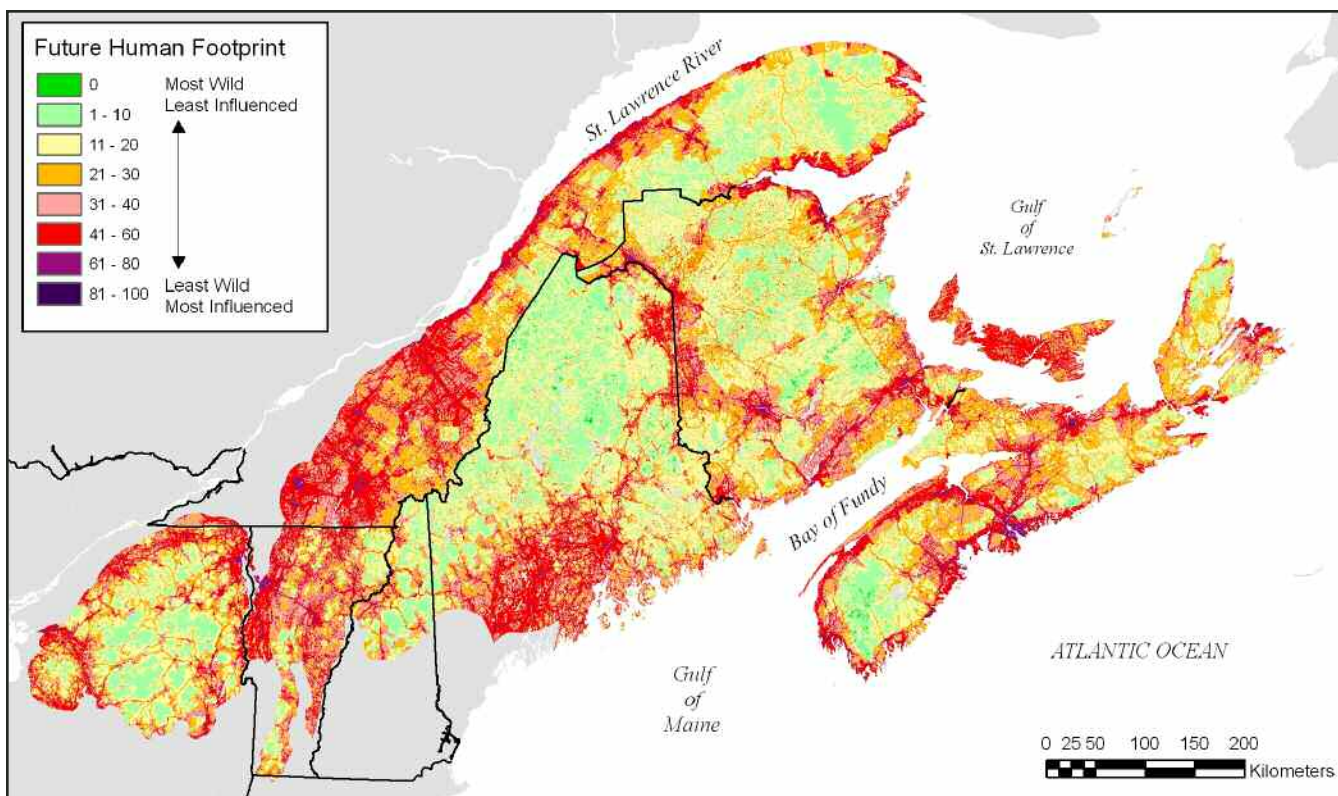 Future Human Footprint
0
1 - 10
11 - 20
21 - 30
31 - 40
41 - 60
61 - 80
81 - 100
Most Wild
Least Influenced
Least Wild
Most Influenced
St. Lawrence River
Gulf
of
St. Lawrence
Bay of Fundy
ATLANTIC OCEAN
Gulf
of
Maine
0 25 50 100 150 200
Kilometers